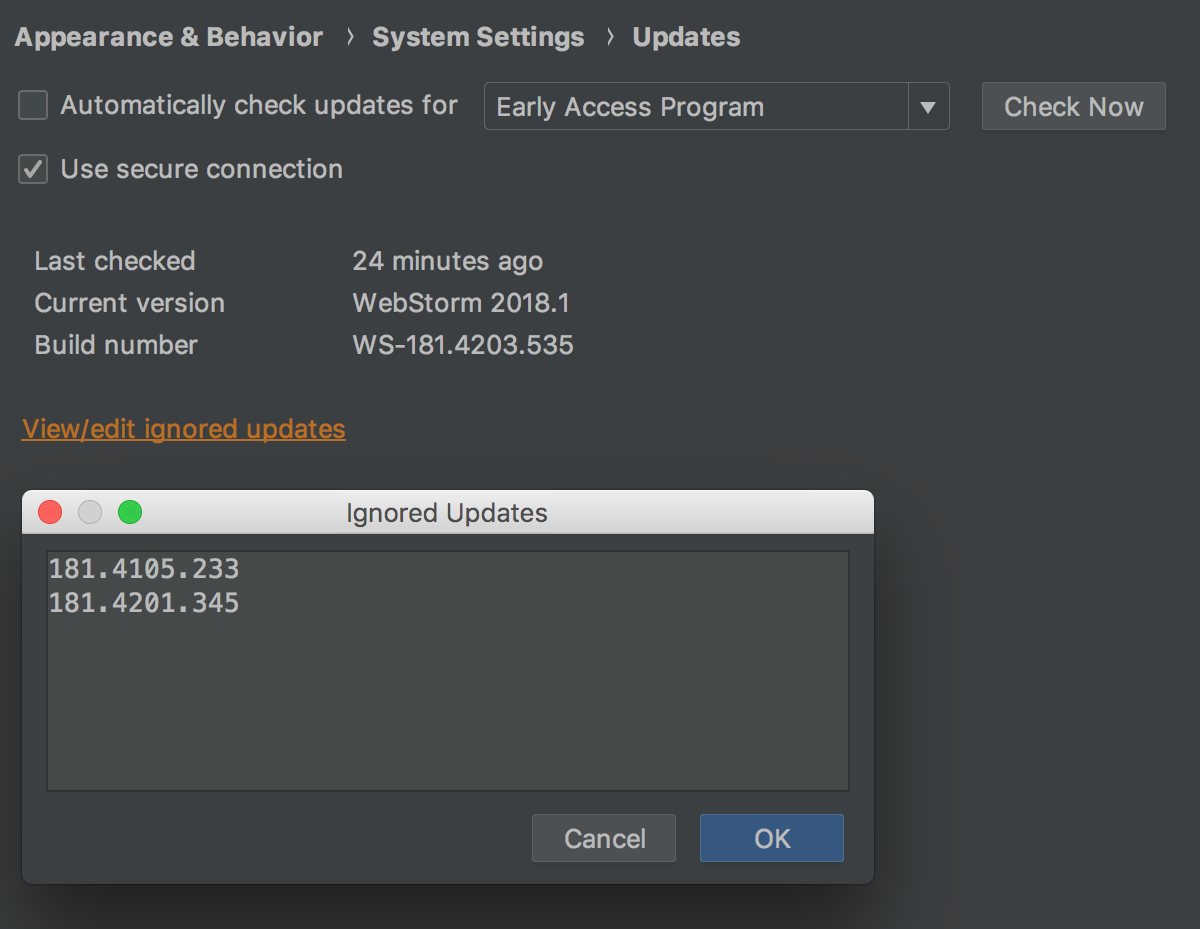 Appearance & Behavior › System Settings › Updates
Automatically check updates for Early Access Program Check Now
Use secure connection
Last checked 24 minutes ago
Current version WebStorm 2018.1
Build number WS-181.4203.535
View/edit ignored updates
Ignored Updates
181.4105.233
181.4201.345
Cancel OK